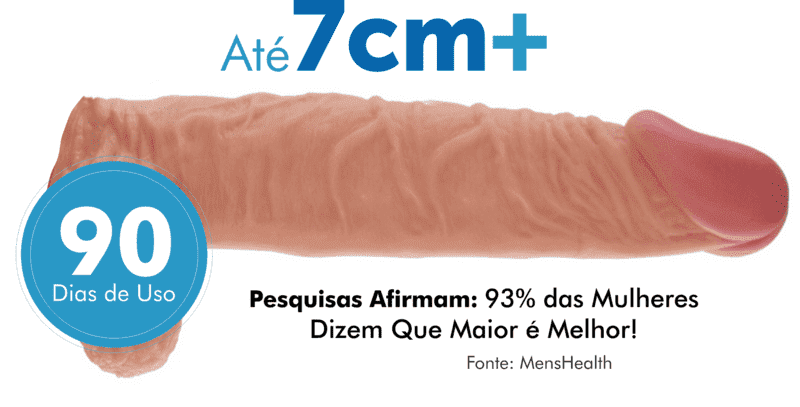 Até 7cm+
90
Dias de Uso
Pesquisas Afirmam: 93% das Mulheres
Dizem Que Maior é Melhor!
Fonte: MensHealth